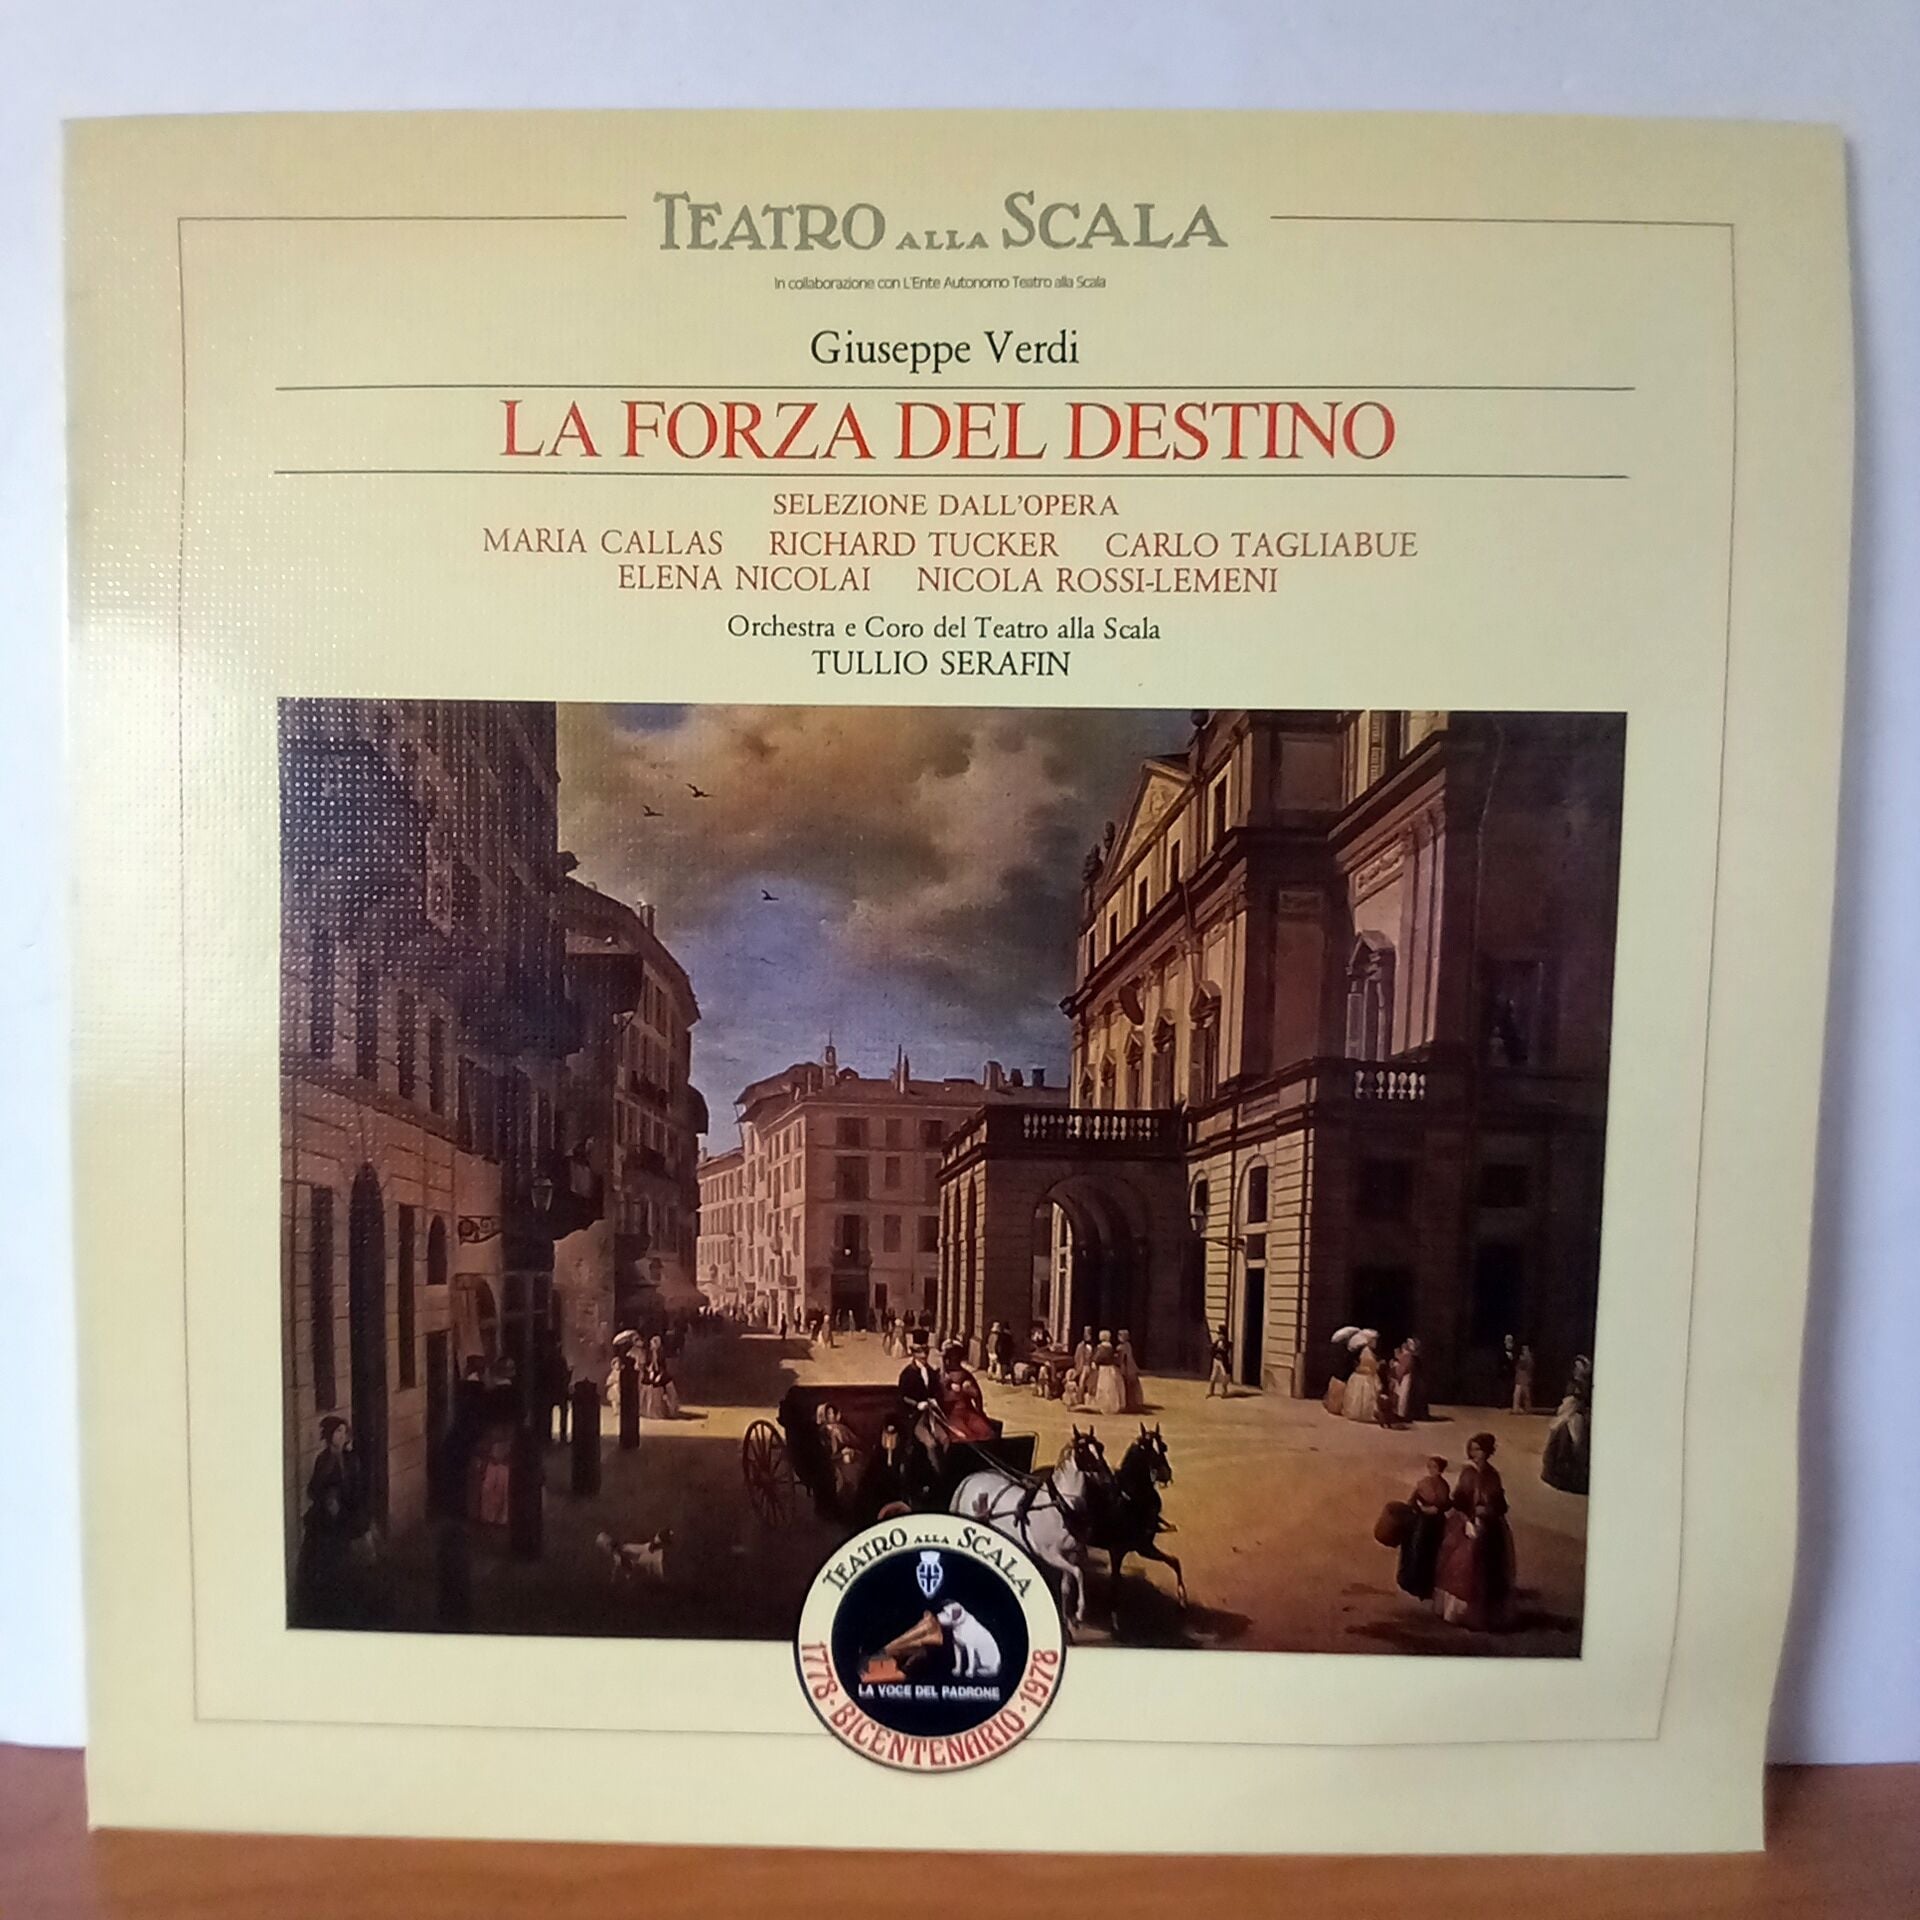 TEATRO ALLA SCALA
In collaborazione con L'Ente Autonomo Teatro alla Scala
Giuseppe Verdi
LA FORZA DEL DESTINO
SELEZIONE DALL'OPERA
MARIA CALLAS RICHARD TUCKER CARLO TAGLIABUE
ELENA NICOLAI NICOLA ROSSI-LEMENI
Orchestra e Coro del Teatro alla Scala
TULLIO SERAFIN
TEATRO ALLA SCALA
LA VOCE DEL PADRONE
1778 · BICENTENARIO · 1978